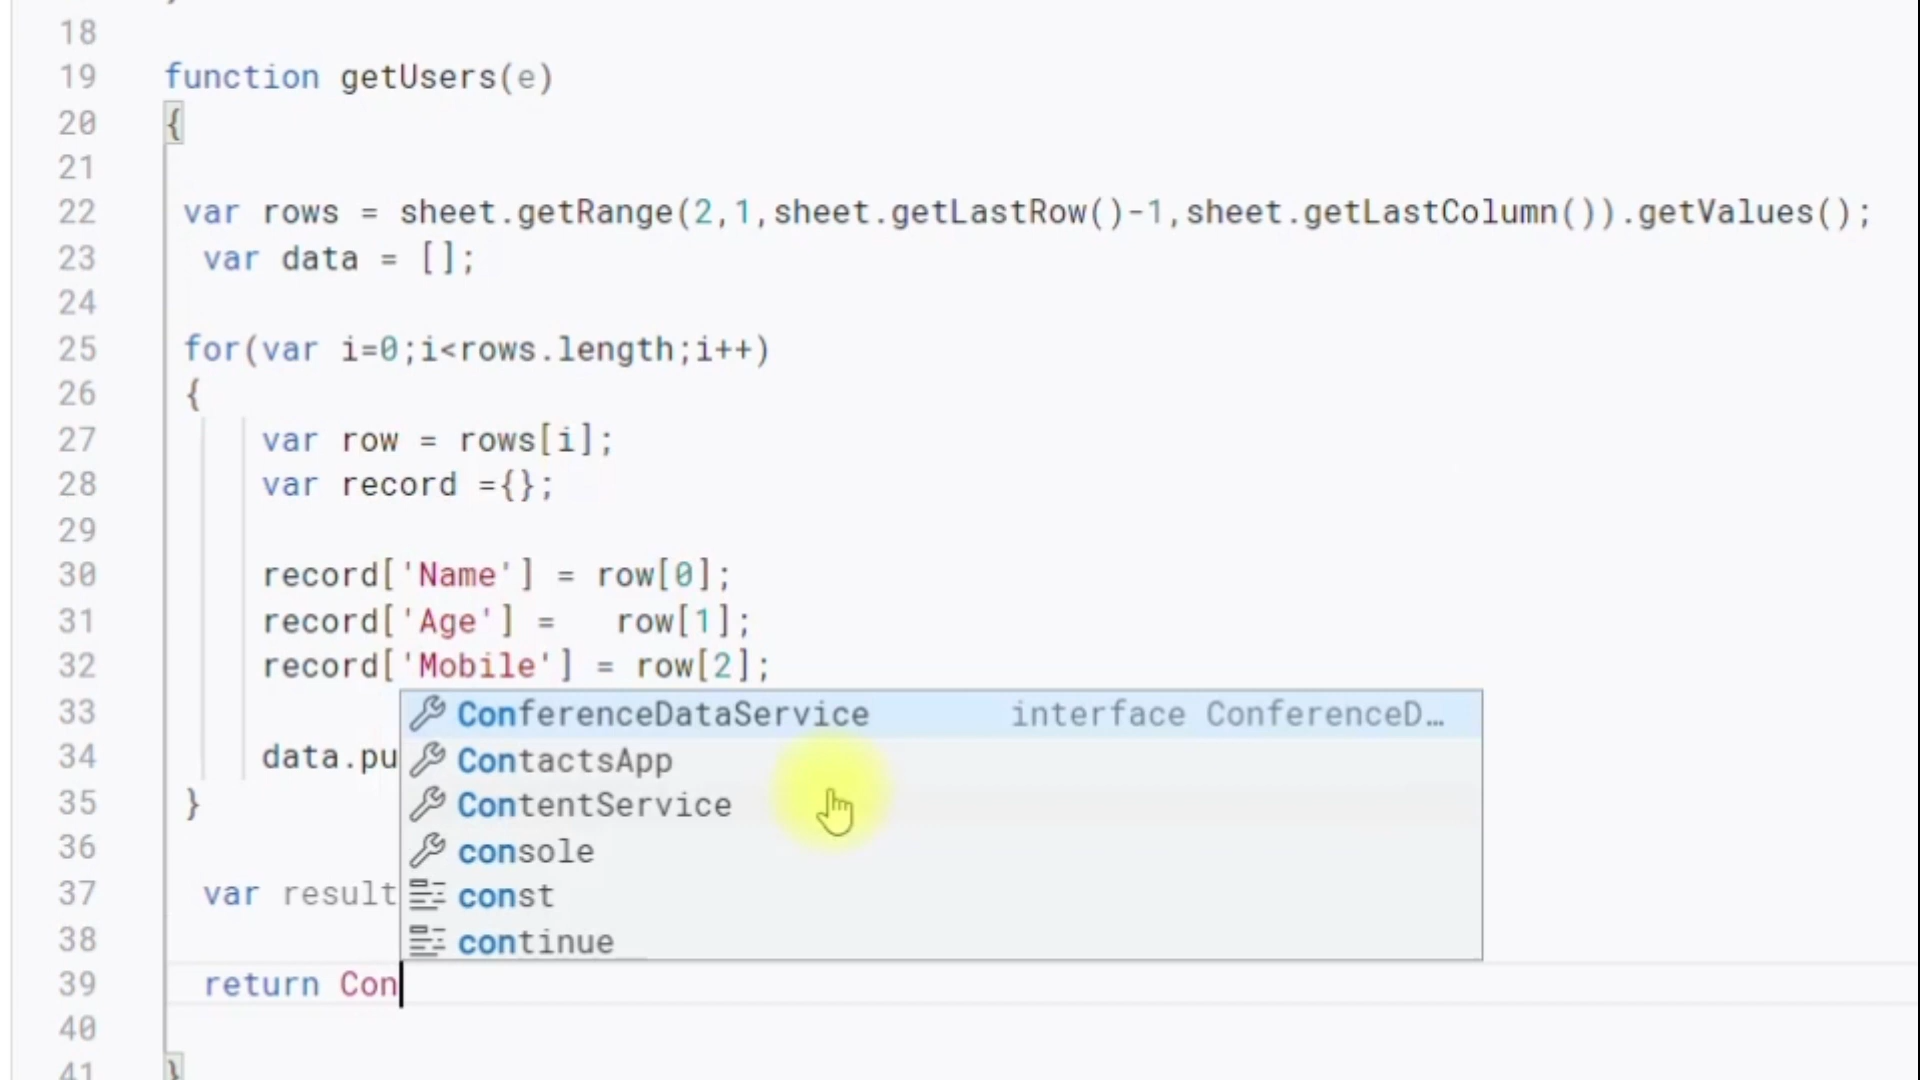 18
19 function getUsers(e)
20 {
21
22 var rows = sheet.getRange(2,1,sheet.getLastRow()-1,sheet.getLastColumn()).getValues();
23 var data = [];
24
25 for(var i=0;i<rows.length;i++)
26 {
27 var row = rows[i];
28 var record ={};
29
30 record['Name'] = row[0];
31 record['Age'] =   row[1];
32 record['Mobile'] = row[2];
33 ConferenceDataService interface ConferenceD…
34 data.pu ContactsApp
35 } ContentService
36 console
37 var result const
38 continue
39 return Con
40
41 }